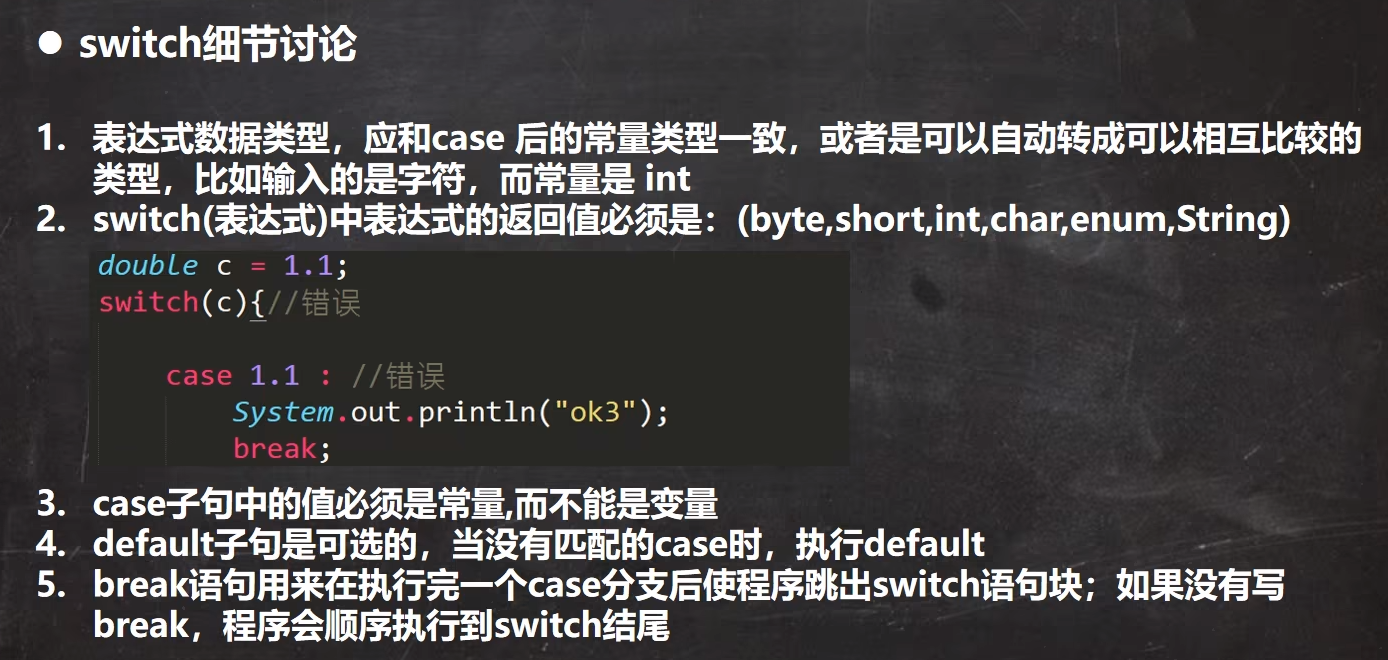 ● switch细节讨论
1. 表达式数据类型，应和case 后的常量类型一致，或者是可以自动转成可以相互比较的
类型，比如输入的是字符，而常量是 int
2. switch(表达式)中表达式的返回值必须是：(byte,short,int,char,enum,String)
double c = 1.1;
switch(c){//错误
case 1.1 : //错误
System.out.println("ok3");
break;
3. case子句中的值必须是常量,而不能是变量
4. default子句是可选的，当没有匹配的case时，执行default
5. break语句用来在执行完一个case分支后使程序跳出switch语句块；如果没有写
break，程序会顺序执行到switch结尾